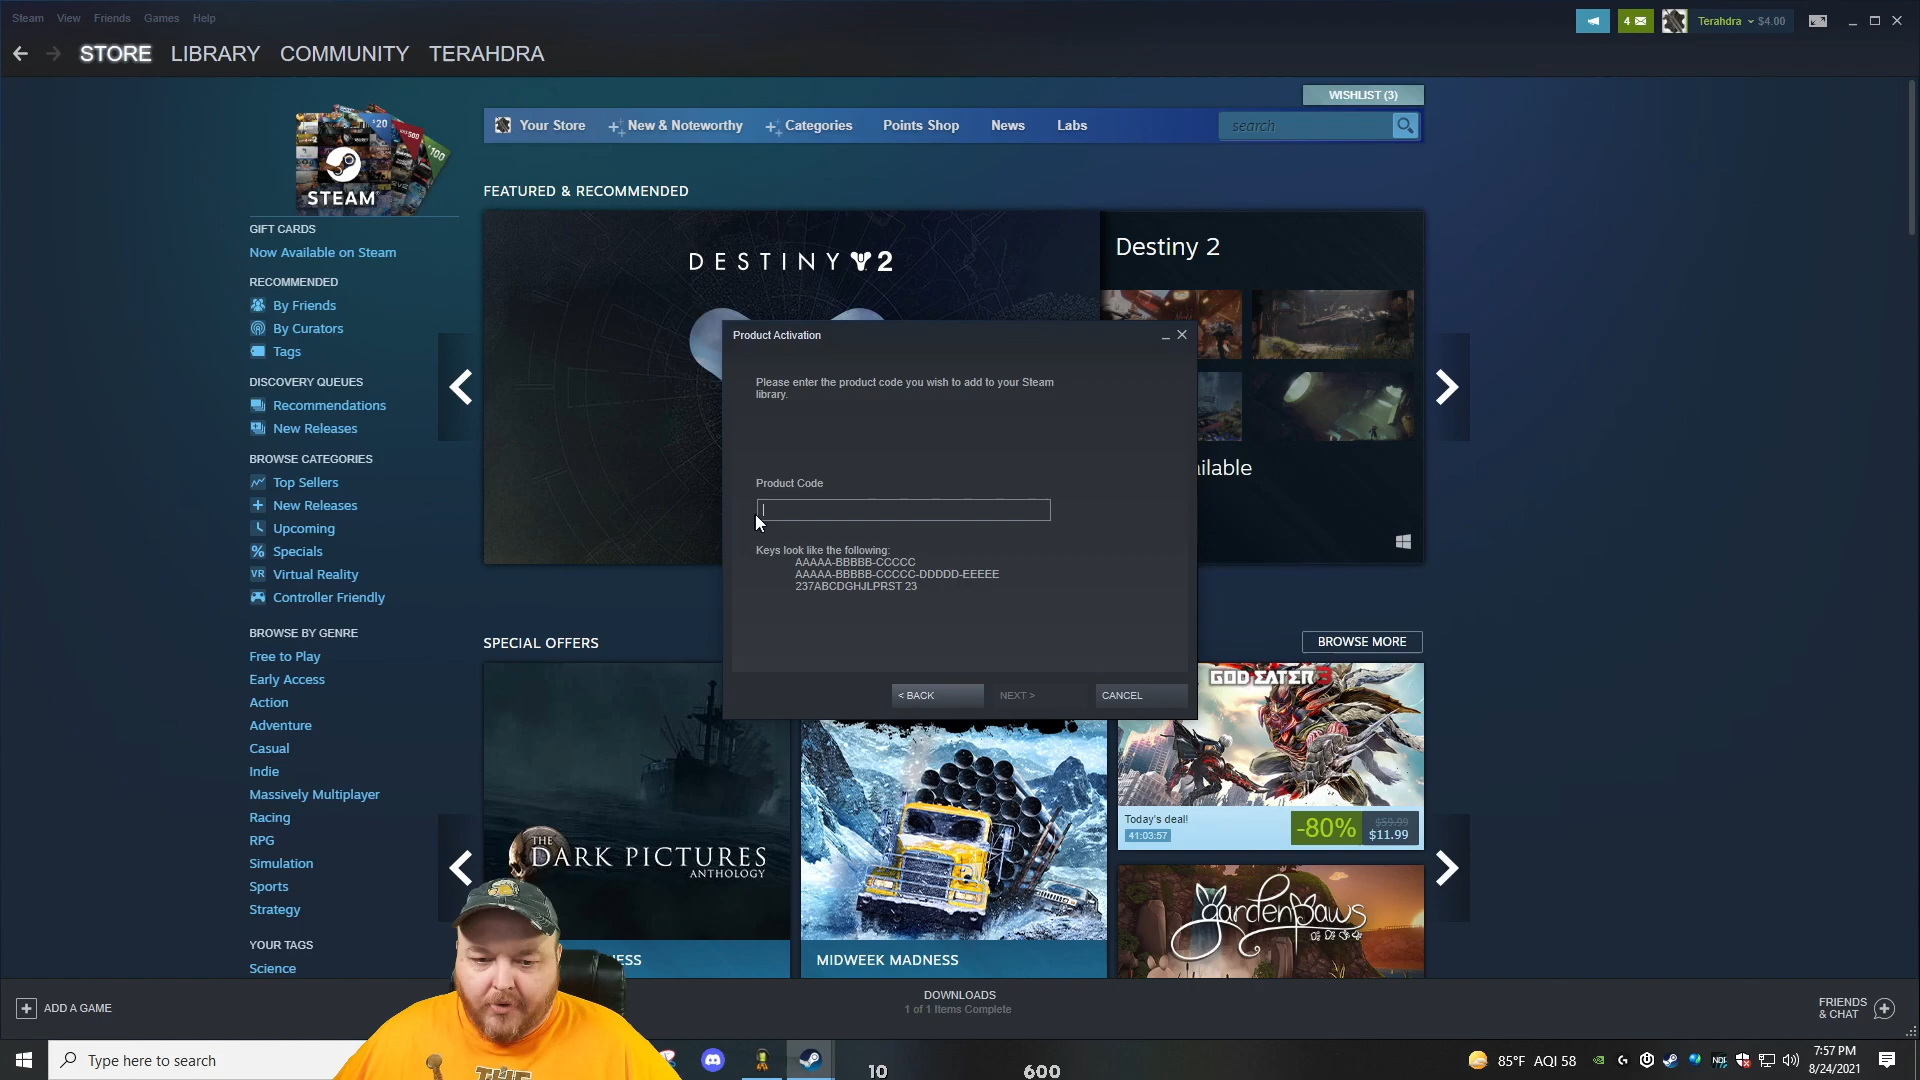 Steam View Friends Games Help
4
Terahdra $4.00
STORE LIBRARY COMMUNITY TERAHDRA
WISHLIST (3)
Your Store New & Noteworthy Categories Points Shop News Labs
search
$20
$100
STEAM
GIFT CARDS
Now Available on Steam
RECOMMENDED
By Friends
By Curators
Tags
DISCOVERY QUEUES
Recommendations
New Releases
BROWSE CATEGORIES
Top Sellers
New Releases
Upcoming
% Specials
VR Virtual Reality
Controller Friendly
BROWSE BY GENRE
Free to Play
Early Access
Action
Adventure
Casual
Indie
Massively Multiplayer
Racing
RPG
Simulation
Sports
Strategy
YOUR TAGS
Science
FEATURED & RECOMMENDED
DESTINY 2
Destiny 2
ilable
Product Activation
Please enter the product code you wish to add to your Steam
library.
Product Code
Keys look like the following:
AAAAA-BBBBB-CCCCC
AAAAA-BBBBB-CCCCC-DDDDD-EEEEE
237ABCDGHJLPRST 23
< BACK NEXT > CANCEL
SPECIAL OFFERS
BROWSE MORE
THE
DARK PICTURES
ANTHOLOGY
ESS
MIDWEEK MADNESS
GOD EATER 3
Today's deal!
41:03:57
-80%
$59.99
$11.99
gardenpaws
ADD A GAME
DOWNLOADS
1 of 1 Items Complete
FRIENDS
& CHAT
Type here to search
THE
10
600
85°F AQI 58
7:57 PM
8/24/2021